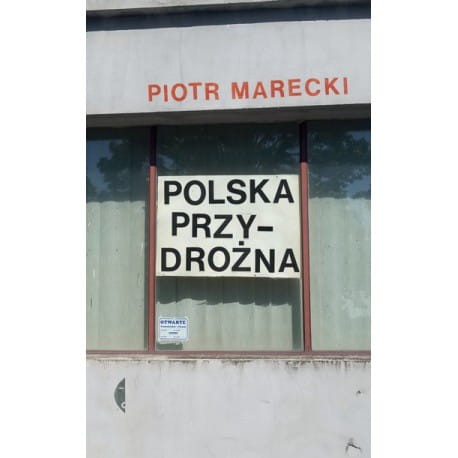 PIOTR MARECKI
POLSKA
PRZY-
DROŻNA
OTWARTE